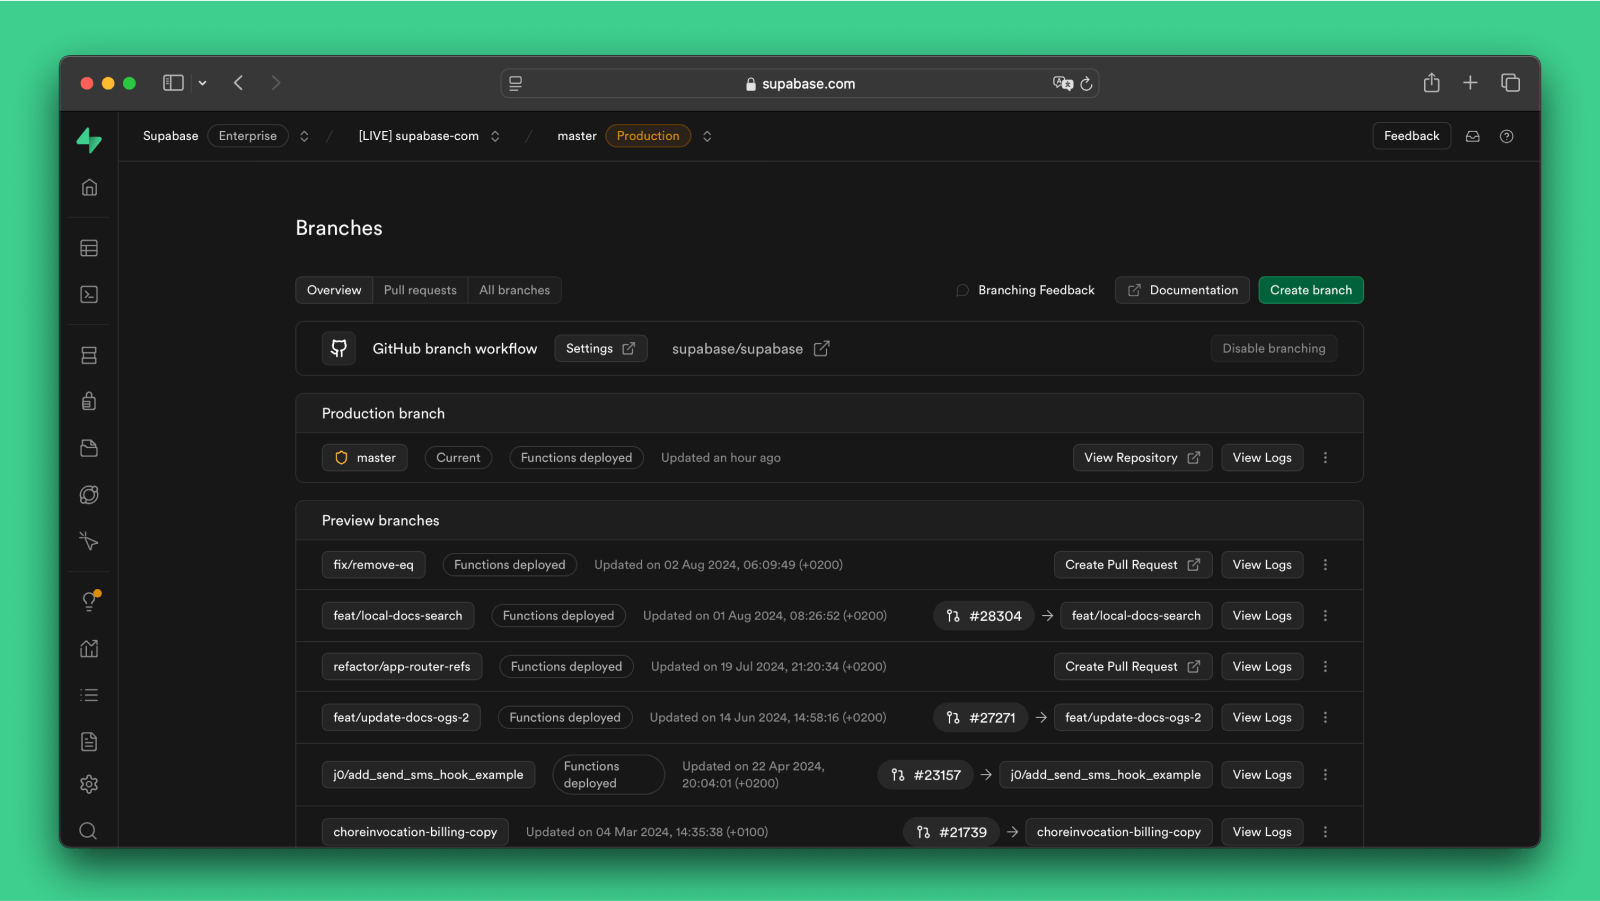 supabase.com
Supabase Enterprise / [LIVE] supabase-com / master Production Feedback
Branches
Overview Pull requests All branches Branching Feedback Documentation Create branch
GitHub branch workflow Settings supabase/supabase Disable branching
Production branch
master Current Functions deployed Updated an hour ago View Repository View Logs
Preview branches
fix/remove-eq Functions deployed Updated on 02 Aug 2024, 06:09:49 (+0200) Create Pull Request View Logs
feat/local-docs-search Functions deployed Updated on 01 Aug 2024, 08:26:52 (+0200) #28304 → feat/local-docs-search View Logs
refactor/app-router-refs Functions deployed Updated on 19 Jul 2024, 21:20:34 (+0200) Create Pull Request View Logs
feat/update-docs-ogs-2 Functions deployed Updated on 14 Jun 2024, 14:58:16 (+0200) #27271 → feat/update-docs-ogs-2 View Logs
j0/add_send_sms_hook_example Functions deployed Updated on 22 Apr 2024, 20:04:01 (+0200) #23157 → j0/add_send_sms_hook_example View Logs
choreinvocation-billing-copy Updated on 04 Mar 2024, 14:35:38 (+0100) #21739 → choreinvocation-billing-copy View Logs